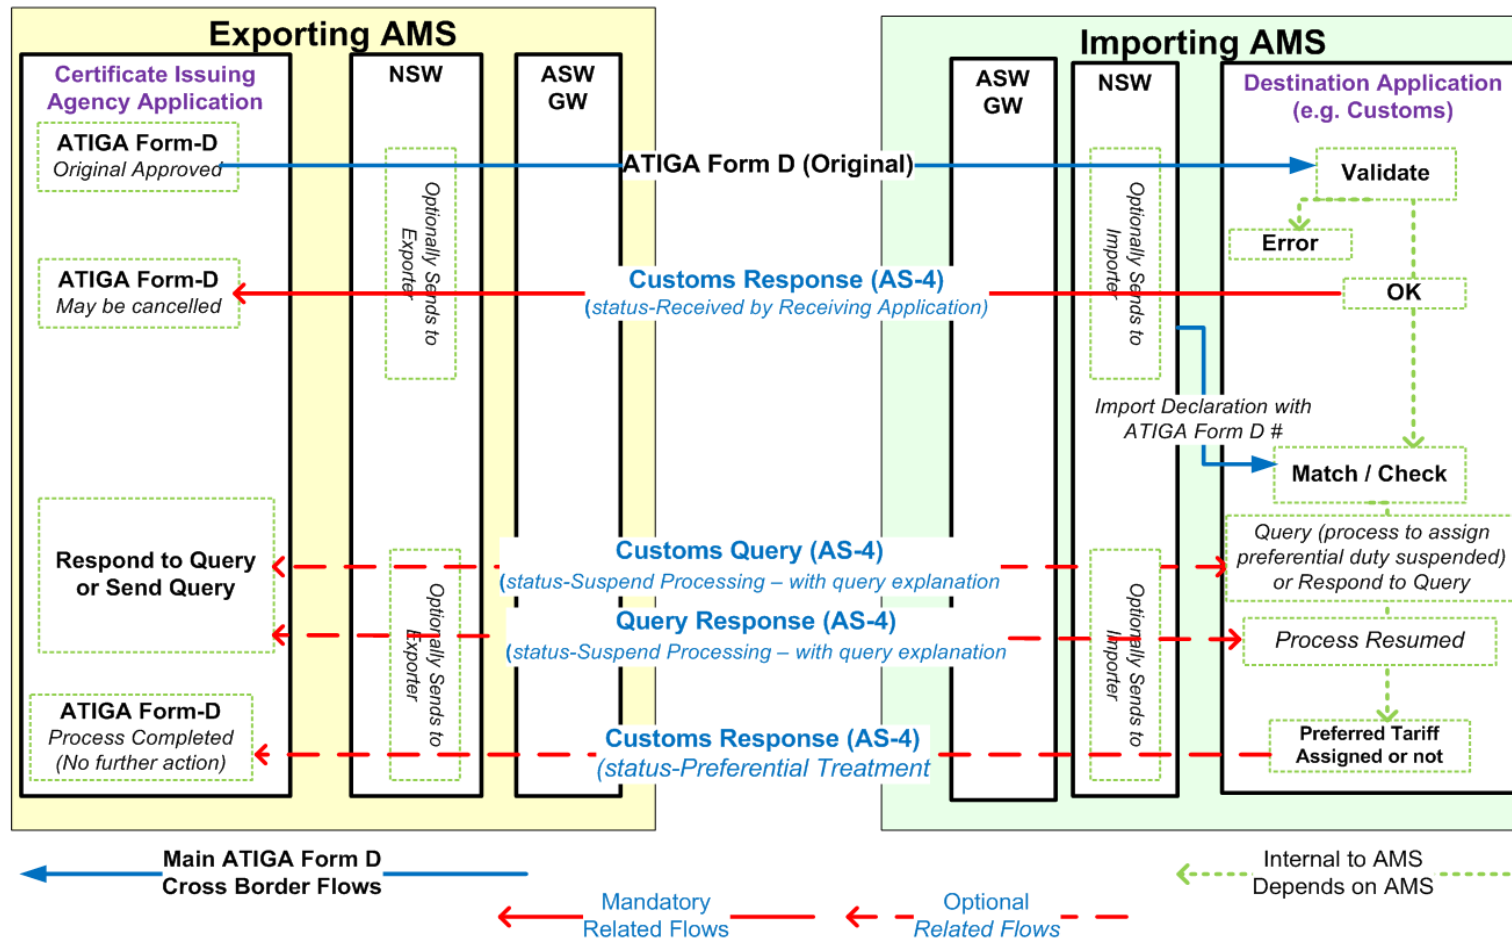 Exporting AMS
Importing AMS
Certificate Issuing
Agency Application
NSW
ASW
GW
ASW
GW
NSW
Destination Application
(e.g. Customs)
ATIGA Form-D
Original Approved
ATIGA Form D (Original)
Validate
Optionally Sends to
Exporter
Optionally Sends to
Importer
Error
ATIGA Form-D
May be cancelled
Customs Response (AS-4)
(status-Received by Receiving Application)
OK
Import Declaration with
ATIGA Form D #
Match / Check
Respond to Query
or Send Query
Customs Query (AS-4)
(status-Suspend Processing – with query explanation
Query (process to assign
preferential duty suspended)
or Respond to Query
Optionally Sends to
Exporter
Optionally Sends to
Importer
Query Response (AS-4)
(status-Suspend Processing – with query explanation
Process Resumed
ATIGA Form-D
Process Completed
(No further action)
Customs Response (AS-4)
(status-Preferential Treatment
Preferred Tariff
Assigned or not
Main ATIGA Form D
Cross Border Flows
Mandatory
Related Flows
Optional
Related Flows
Internal to AMS
Depends on AMS